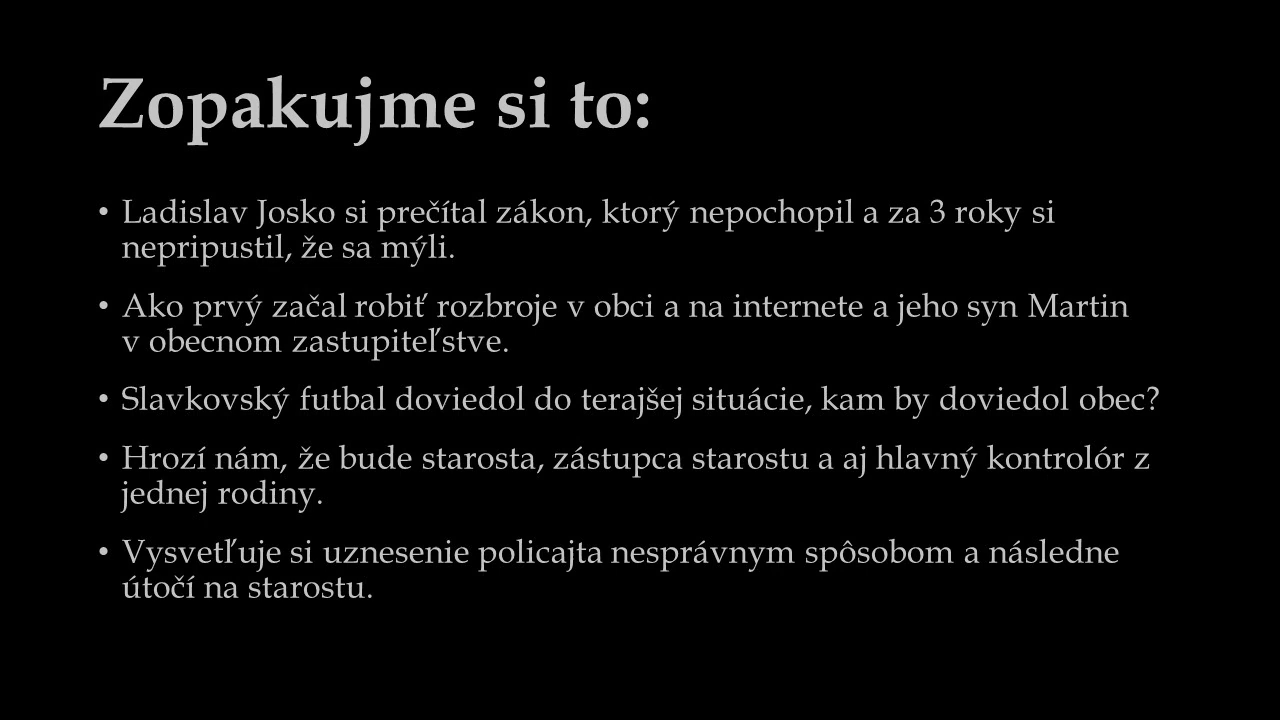 Zopakujme si to:
• Ladislav Josko si prečítal zákon, ktorý nepochopil a za 3 roky si
nepripustil, že sa mýli.
• Ako prvý začal robiť rozbroje v obci a na internete a jeho syn Martin
v obecnom zastupiteľstve.
• Slavkovský futbal doviedol do terajšej situácie, kam by doviedol obec?
• Hrozí nám, že bude starosta, zástupca starostu a aj hlavný kontrolór z
jednej rodiny.
• Vysvetľuje si uznesenie policajta nesprávnym spôsobom a následne
útočí na starostu.